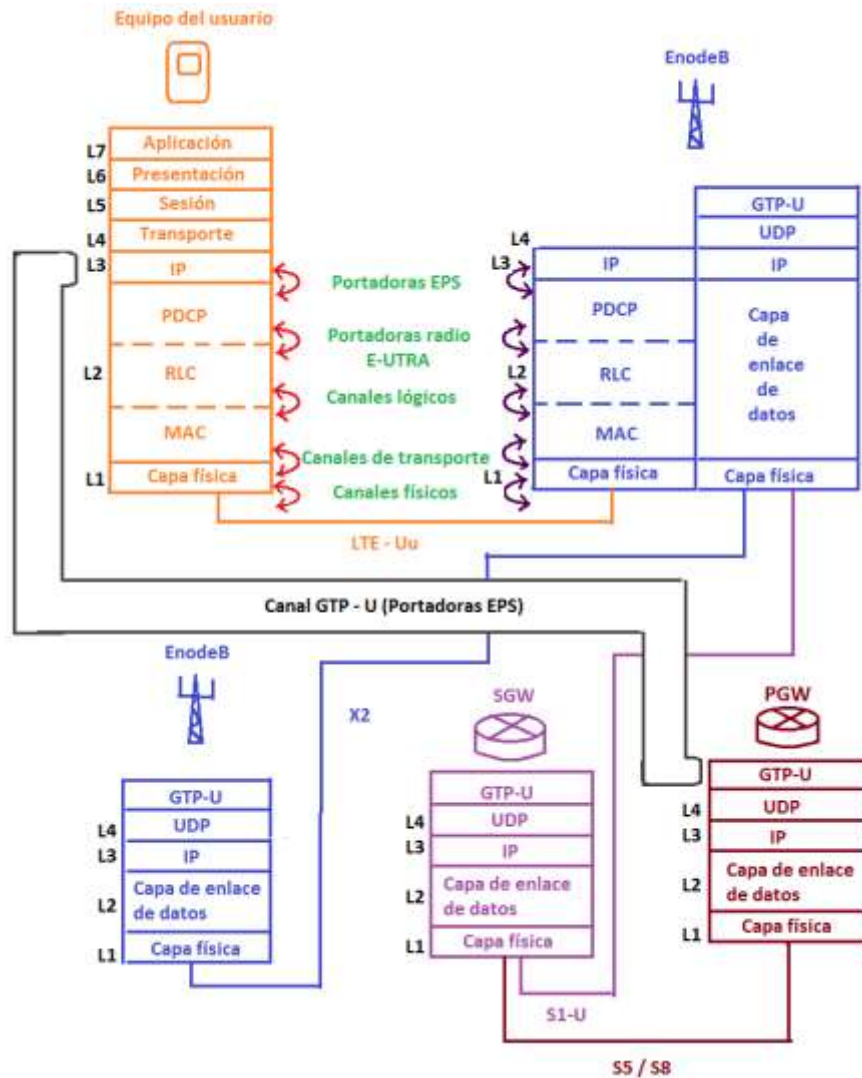 Equipo del usuario
L7 Aplicación
L6 Presentación
L5 Sesión
L4 Transporte
L3 IP
PDCP
L2 RLC
MAC
L1 Capa física
Portadoras EPS
Portadoras radio
E-UTRA
Canales lógicos
Canales de transporte
Canales físicos
EnodeB
L4
L3 IP
PDCP
L2 RLC
MAC
L1 Capa física
GTP-U
UDP
IP
Capa
de
enlace
de
datos
Capa física
LTE - Uu
Canal GTP - U (Portadoras EPS)
EnodeB
X2
GTP-U
L4 UDP
L3 IP
L2 Capa de enlace
de datos
L1 Capa física
SGW
GTP-U
L4 UDP
L3 IP
L2 Capa de enlace
de datos
L1 Capa física
PGW
GTP-U
L4 UDP
L3 IP
L2 Capa de enlace
de datos
L1 Capa física
S1-U
S5 / S8